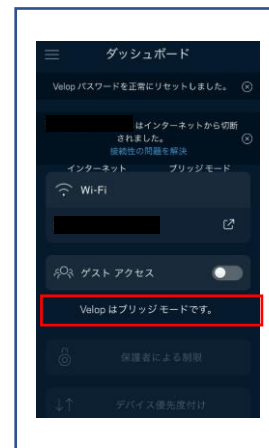 ダッシュボード
Velop パスワードを正常にリセットしました。
はインターネットから切断
されました。
接続性の問題を解決
インターネット ブリッジ モード
Wi-Fi
ゲスト アクセス
Velop はブリッジ モードです。
保護者による制限
デバイス優先度付け